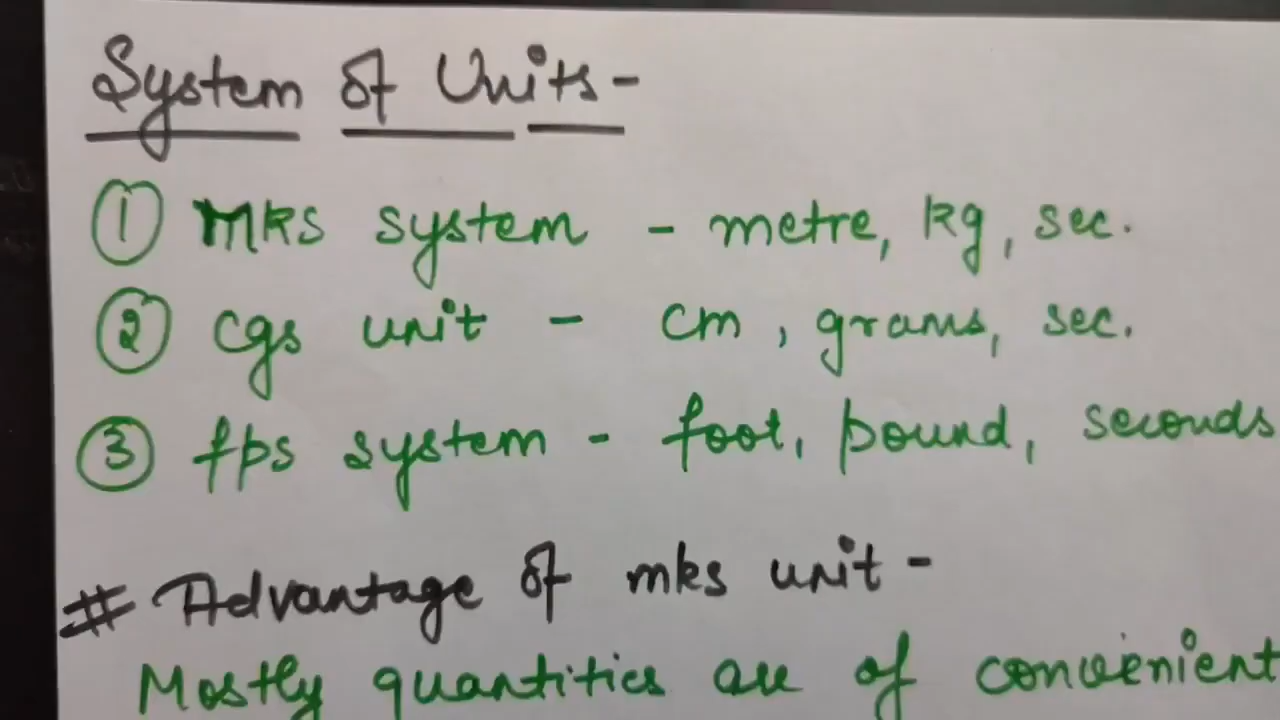 System of Units-
① MKS system - metre, kg, sec.
② cgs unit - cm, grams, sec.
③ fps system - foot, pound, seconds
# Advantage of mks unit -
Mostly quantities are of convenient